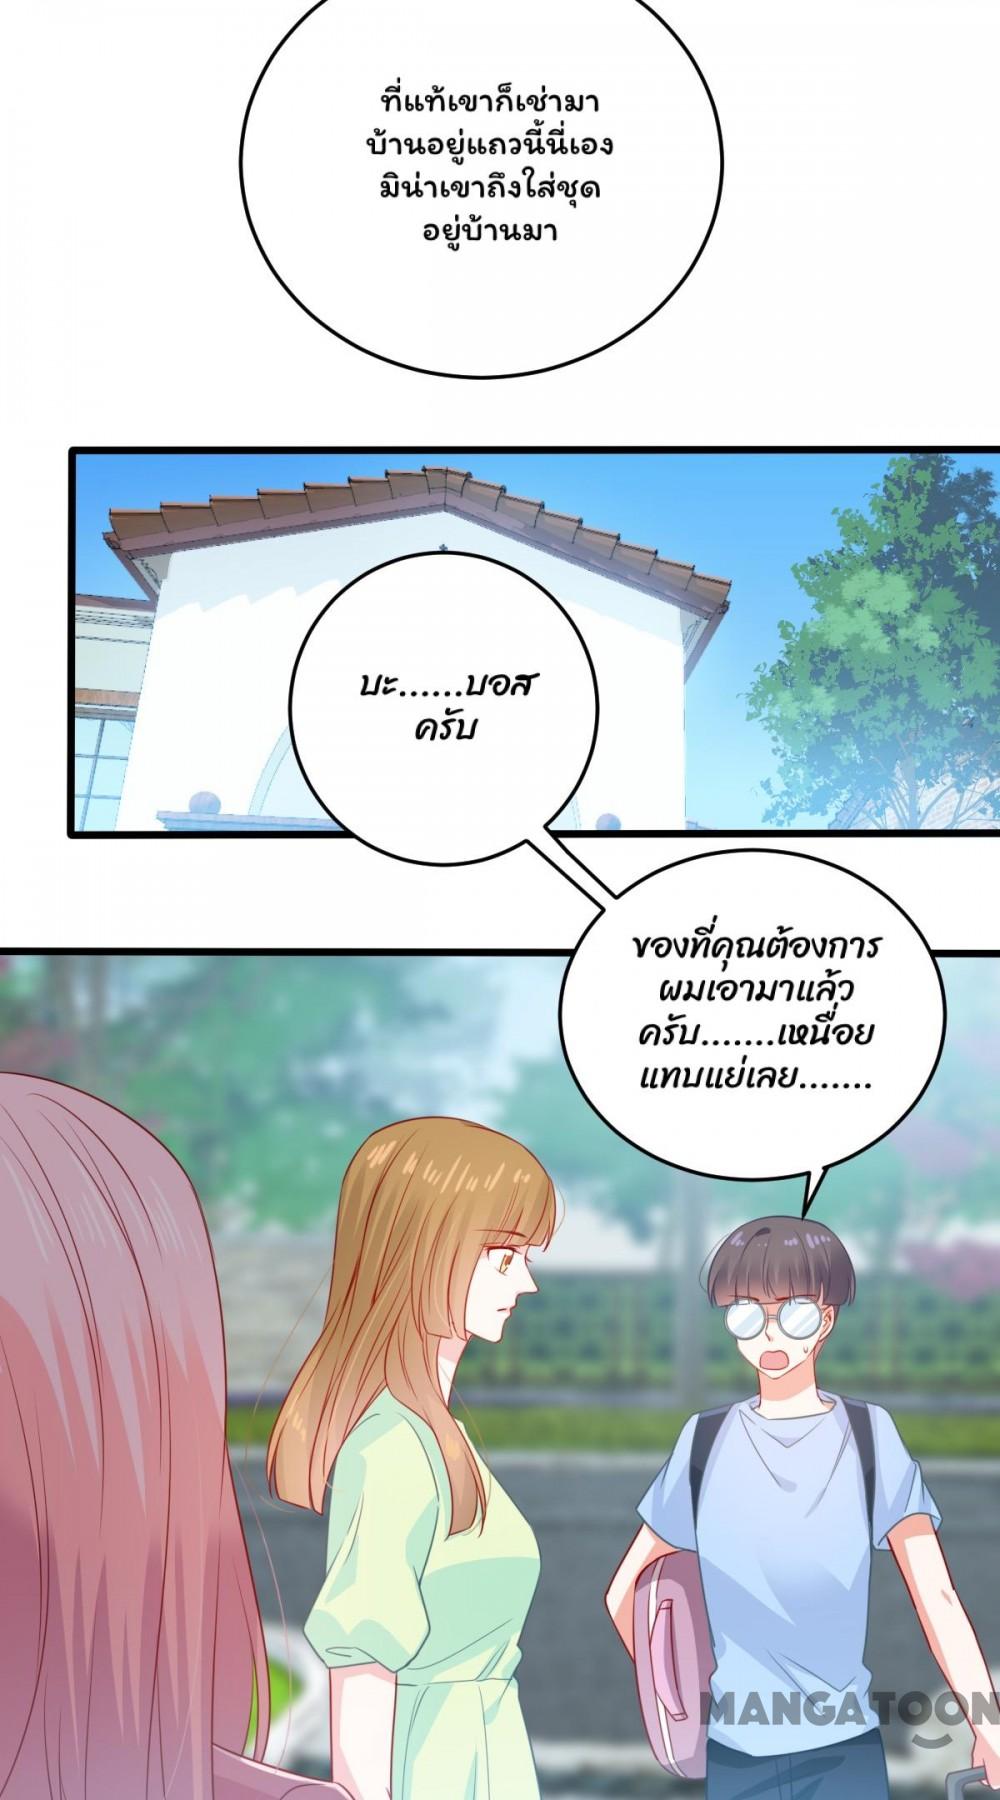 ที่แท้เขาก็เช่ามา
บ้านอยู่แถวนี้นี่เอง
มิน่าเขาถึงใส่ชุด
อยู่บ้านมา
บะ......บอส
ครับ
ของที่คุณต้องการ
ผมเอามาแล้ว
ครับ.......เหนื่อย
แทบแย่เลย.......
MANGATOON